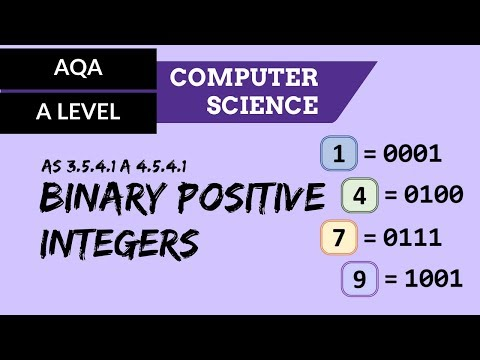 AQA
A LEVEL
COMPUTER
SCIENCE
AS 3.5.4.1 A 4.5.4.1
BINARY POSITIVE
INTEGERS
1 = 0001
4 = 0100
7 = 0111
9 = 1001